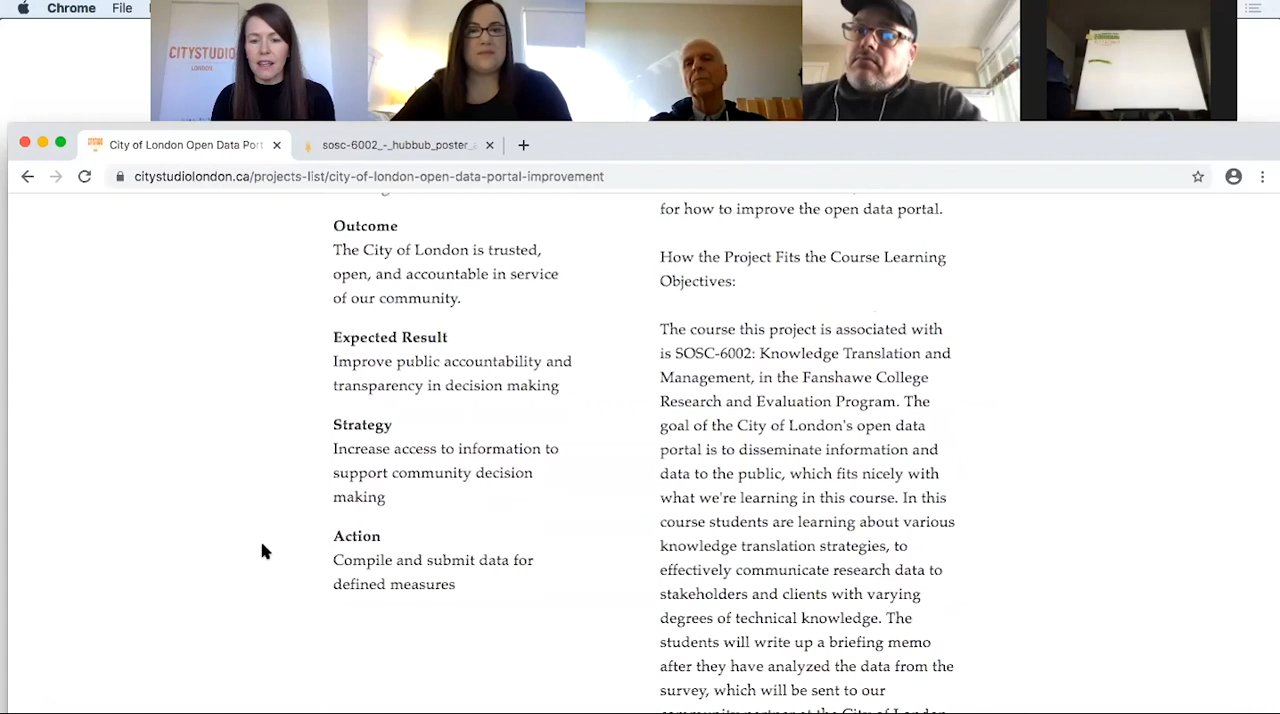 Chrome File
CITYSTUDIO
LONDON
City of London Open Data Port
sosc-6002_-_hubbub_poster_
citystudiolondon.ca/projects-list/city-of-london-open-data-portal-improvement
Outcome
The City of London is trusted,
open, and accountable in service
of our community.
Expected Result
Improve public accountability and
transparency in decision making
Strategy
Increase access to information to
support community decision
making
Action
Compile and submit data for
defined measures
for how to improve the open data portal.
How the Project Fits the Course Learning
Objectives:
The course this project is associated with
is SOSC-6002: Knowledge Translation and
Management, in the Fanshawe College
Research and Evaluation Program. The
goal of the City of London's open data
portal is to disseminate information and
data to the public, which fits nicely with
what we're learning in this course. In this
course students are learning about various
knowledge translation strategies, to
effectively communicate research data to
stakeholders and clients with varying
degrees of technical knowledge. The
students will write up a briefing memo
after they have analyzed the data from the
survey, which will be sent to our
community partner at the City of London